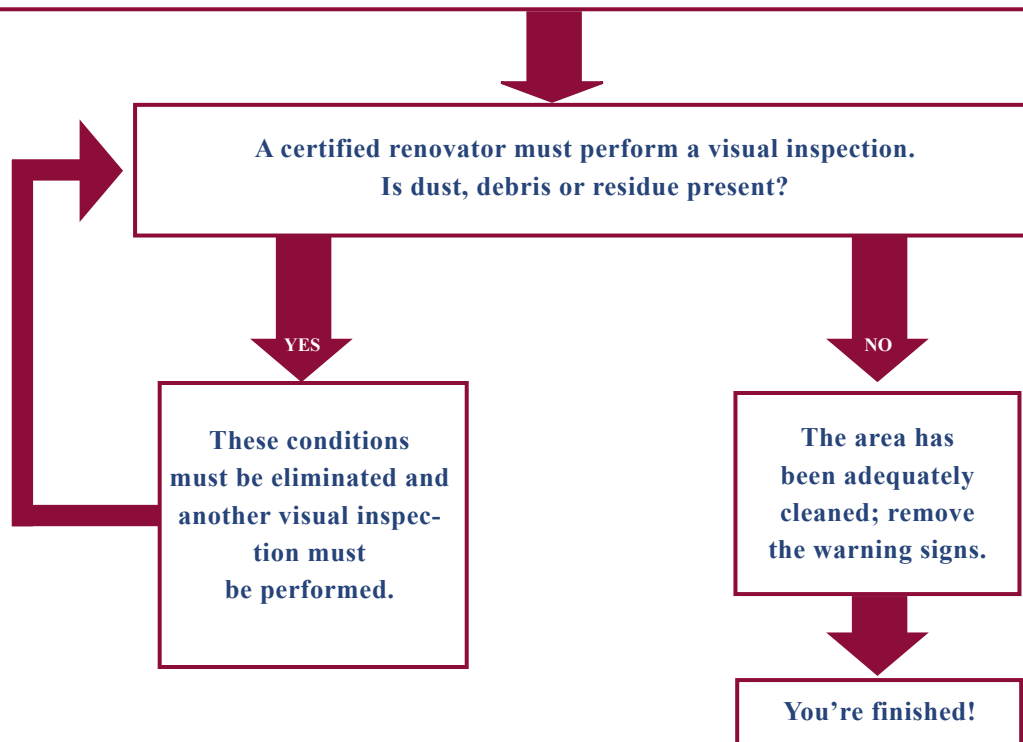 A certified renovator must perform a visual inspection.
Is dust, debris or residue present?
YES
NO
These conditions
must be eliminated and
another visual inspec-
tion must
be performed.
The area has
been adequately
cleaned; remove
the warning signs.
You're finished!